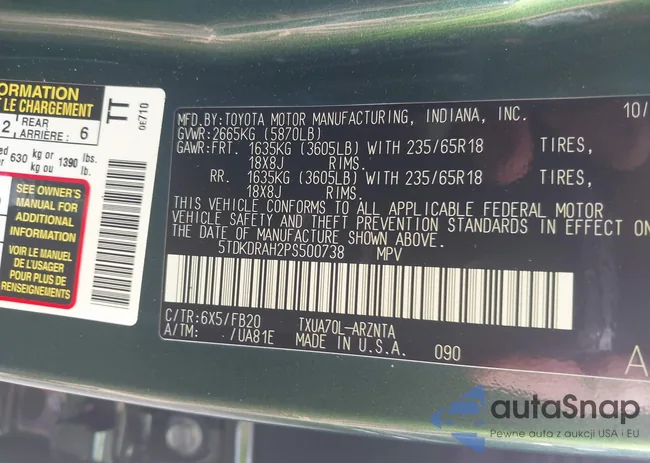 FORMATION
T LE CHARGEMENT
2 REAR ARRIÈRE: 6
630 kg or 1390 lbs.
kg ou lb.
SEE OWNER'S
MANUAL FOR
ADDITIONAL
INFORMATION
VOIR LE MANUEL
DE L'USAGER
POUR PLUS DE
RENSEIGNEMENTS
TT
0E710
MFD.BY:TOYOTA MOTOR MANUFACTURING, INDIANA, INC. 10/
GVWR:2665KG (5870LB)
GAWR:FRT. 1635KG (3605LB) WITH 235/65R18 TIRES,
18X8J RIMS.
RR. 1635KG (3605LB) WITH 235/65R18 TIRES,
18X8J RIMS.
THIS VEHICLE CONFORMS TO ALL APPLICABLE FEDERAL MOTOR
VEHICLE SAFETY AND THEFT PREVENTION STANDARDS IN EFFECT ON
THE DATE OF MANUFACTURE SHOWN ABOVE.
5TDKDRAH2PS500738 MPV
C/TR:6X5/FB20 TXUA70L-ARZNTA
A/TM: /UA81E MADE IN U.S.A. 090
A
autaSnap
Pewne auta z aukcji USA i EU